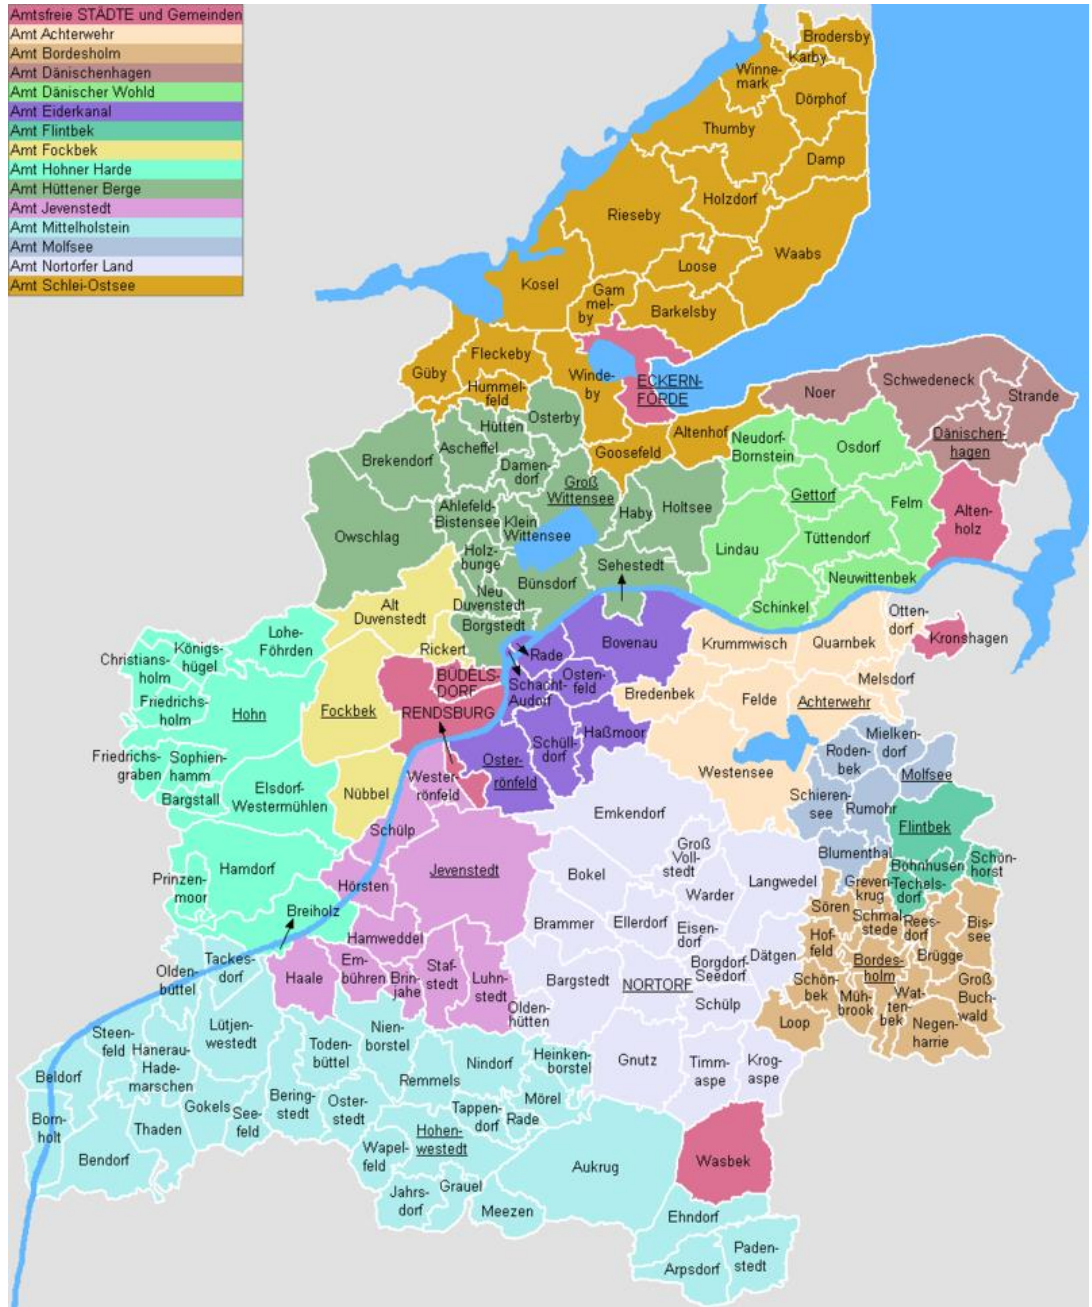 Amtsfreie STÄDTE und Gemeinden
Amt Achterwehr
Amt Bordesholm
Amt Dänischenhagen
Amt Dänischer Wohld
Amt Eiderkanal
Amt Flintbek
Amt Fockbek
Amt Hohner Harde
Amt Hüttener Berge
Amt Jevenstedt
Amt Mittelholstein
Amt Molfsee
Amt Nortorfer Land
Amt Schlei-Ostsee
Brodersby
Karby
Winne-
mark
Dörphof
Thumby
Damp
Holzdorf
Rieseby
Waabs
Loose
Kosel
Gam
mel-
by
Barkelsby
Fleckeby
Güby
Hummel-
feld
Winde-
by
ECKERN-
FÖRDE
Altenhof
Goosefeld
Noer
Schwedeneck
Strande
Dänischen-
hagen
Neudorf-
Bornstein
Osdorf
Gettorf
Felm
Alten-
holz
Lindau
Tüttendorf
Neuwittenbek
Schinkel
Osterby
Hütten
Ascheffel
Brekendorf
Damen-
dorf
Groß
Wittensee
Haby
Holtsee
Ahlefeld-
Bistensee
Klein
Wittensee
Owschlag
Holz-
bunge
Sehestedt
Bünsdorf
Neu
Duvenstedt
Borgstedt
Alt
Duvenstedt
Rickert
Fockbek
Nübbel
Lohe-
Föhrden
Königs-
hügel
Christians-
holm
Friedrichs-
holm
Hohn
Friedrichs-
graben
Sophien-
hamm
Bargstall
Elsdorf-
Westermühlen
Hamdorf
Prinzen-
moor
Breiholz
BÜDELS-
DORF
RENDSBURG
Rade
Bovenau
Schacht-
Audorf
Osten-
feld
Haßmoor
Schüll-
dorf
Oster-
rönfeld
Krummwisch
Quarnbek
Otten-
dorf
Kronshagen
Melsdorf
Bredenbek
Felde
Achterwehr
Westensee
Mielken-
dorf
Roden-
bek
Molfsee
Schieren-
see
Rumohr
Blumenthal
Flintbek
Böhnhusen
Schön-
horst
Techels-
dorf
Wester-
rönfeld
Schülp
Jevenstedt
Hörsten
Hamweddel
Haale
Em-
bühren
Brin-
jahe
Staf-
stedt
Luhn-
stedt
Emkendorf
Groß
Voll-
stedt
Bokel
Warder
Langwedel
Brammer
Ellerdorf
Eisen-
dorf
Dätgen
Bargstedt
Borgdorf-
Seedorf
NORTORF
Schülp
Olden-
hütten
Gnutz
Timm-
aspe
Krog-
aspe
Greven-
krug
Sören
Schmal-
stede
Rees-
dorf
Bis-
see
Hof-
feld
Bordes-
holm
Brügge
Schön-
bek
Müh-
brook
Wat-
ten-
bek
Groß
Buch-
wald
Loop
Negen-
harrie
Tackes-
dorf
Olden-
büttel
Steen-
feld
Lütjen-
westedt
Hanerau-
Hade-
marschen
Beldorf
Born-
holt
Bendorf
Thaden
Gokels
See-
feld
Bering-
stedt
Toden-
büttel
Nien-
borstel
Oster-
stedt
Remmels
Nindorf
Heinken-
borstel
Mörel
Rade
Tappen-
dorf
Hohen-
westedt
Wapel-
feld
Jahrs-
dorf
Grauel
Meezen
Aukrug
Wasbek
Ehndorf
Paden-
stedt
Arpsdorf